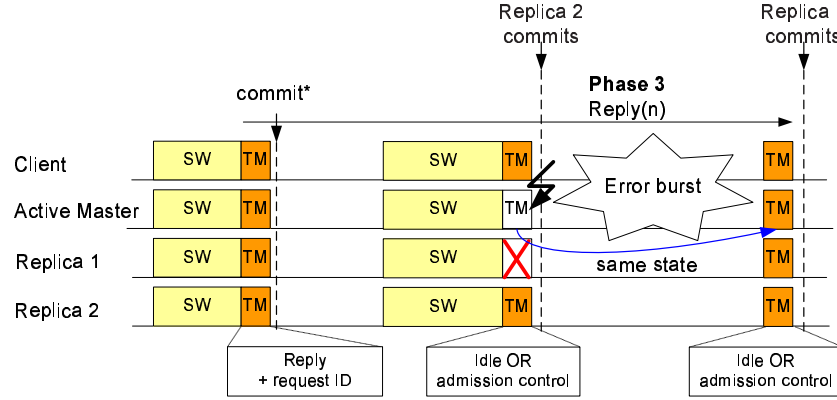 Replica 2
commits
Replica
commits
commit*
Phase 3
Reply(n)
Client
SW
TM
SW
TM
Error burst
TM
Active Master
SW
TM
SW
TM
TM
Replica 1
SW
TM
SW
same state
TM
Replica 2
SW
TM
SW
TM
TM
Reply
+ request ID
Idle OR
admission control
Idle OR
admission control